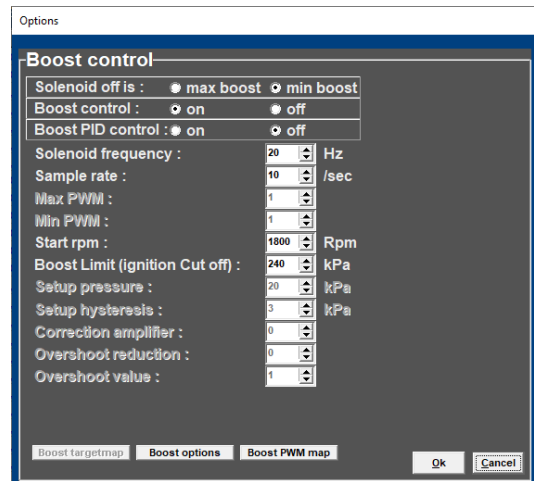 Options
Boost control
Solenoid off is : max boost min boost
Boost control : on off
Boost PID control : on off
Solenoid frequency : 20 Hz
Sample rate : 10 /sec
Max PWM : 1
Min PWM : 1
Start rpm : 1800 Rpm
Boost Limit (ignition Cut off) : 240 kPa
Setup pressure : 20 kPa
Setup hysteresis : 3 kPa
Correction amplifier : 0
Overshoot reduction : 0
Overshoot value : 1
Boost targetmap Boost options Boost PWM map
Ok Cancel